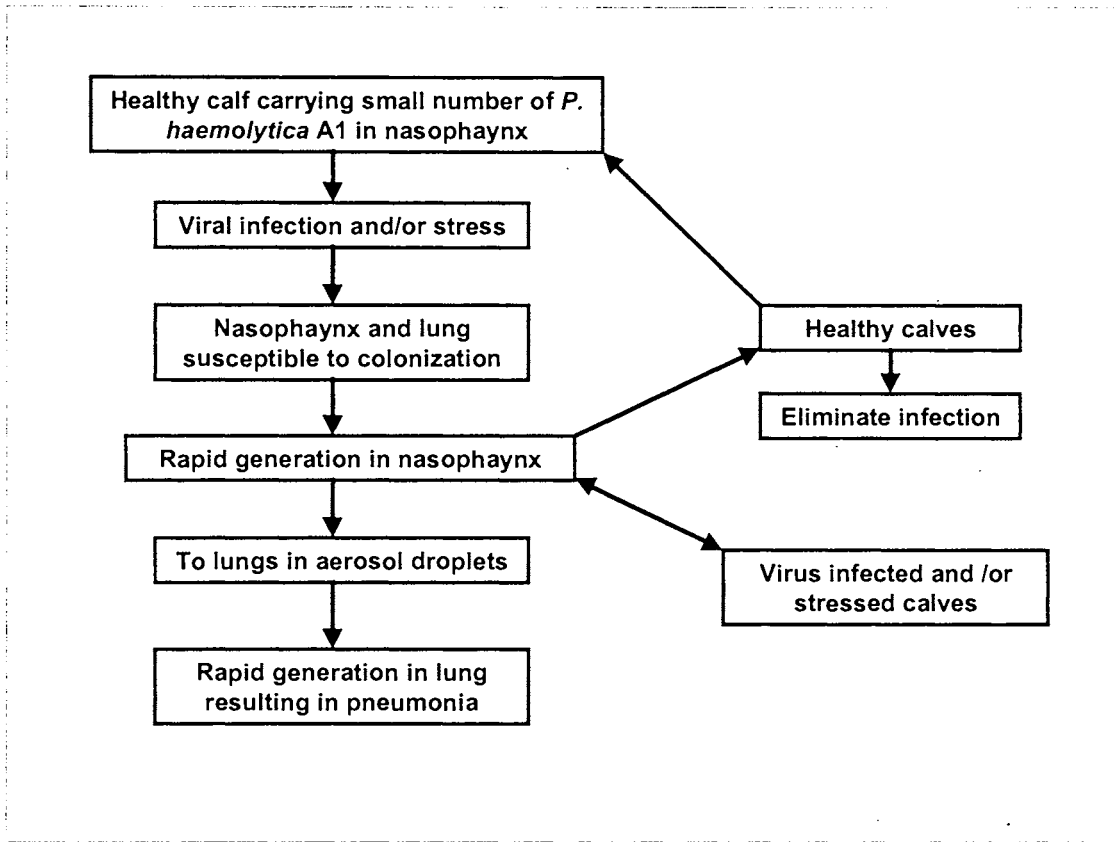 Healthy calf carrying small number of P.
haemolytica A1 in nasophaynx
Viral infection and/or stress
Nasophaynx and lung
susceptible to colonization
Rapid generation in nasophaynx
To lungs in aerosol droplets
Rapid generation in lung
resulting in pneumonia
Healthy calves
Eliminate infection
Virus infected and /or
stressed calves